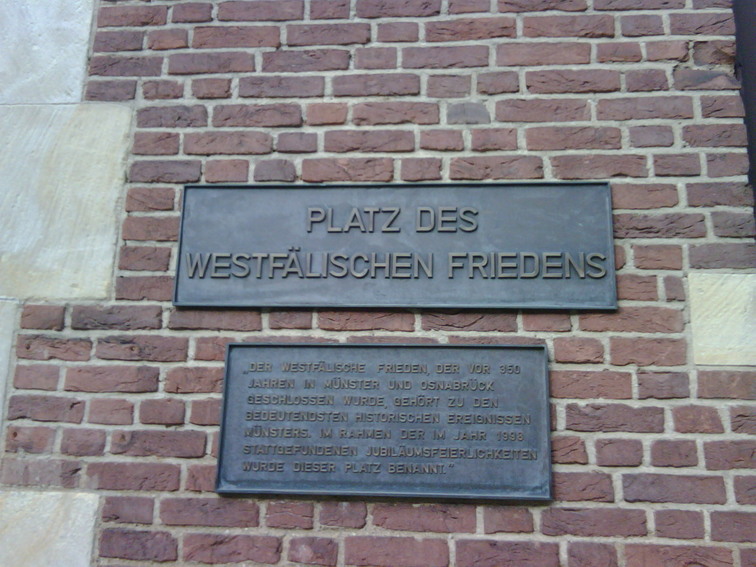 PLATZ DES
WESTFÄLISCHEN FRIEDENS
„DER WESTFÄLISCHE FRIEDEN, DER VOR 350
JAHREN IN MÜNSTER UND OSNABRÜCK
GESCHLOSSEN WURDE, GEHÖRT ZU DEN
BEDEUTENDSTEN HISTORISCHEN EREIGNISSEN
MÜNSTERS. IM RAHMEN DER IM JAHR 1998
STATTGEFUNDENEN JUBILÄUMSFEIERLICHKEITEN
WURDE DIESER PLATZ BENANNT."